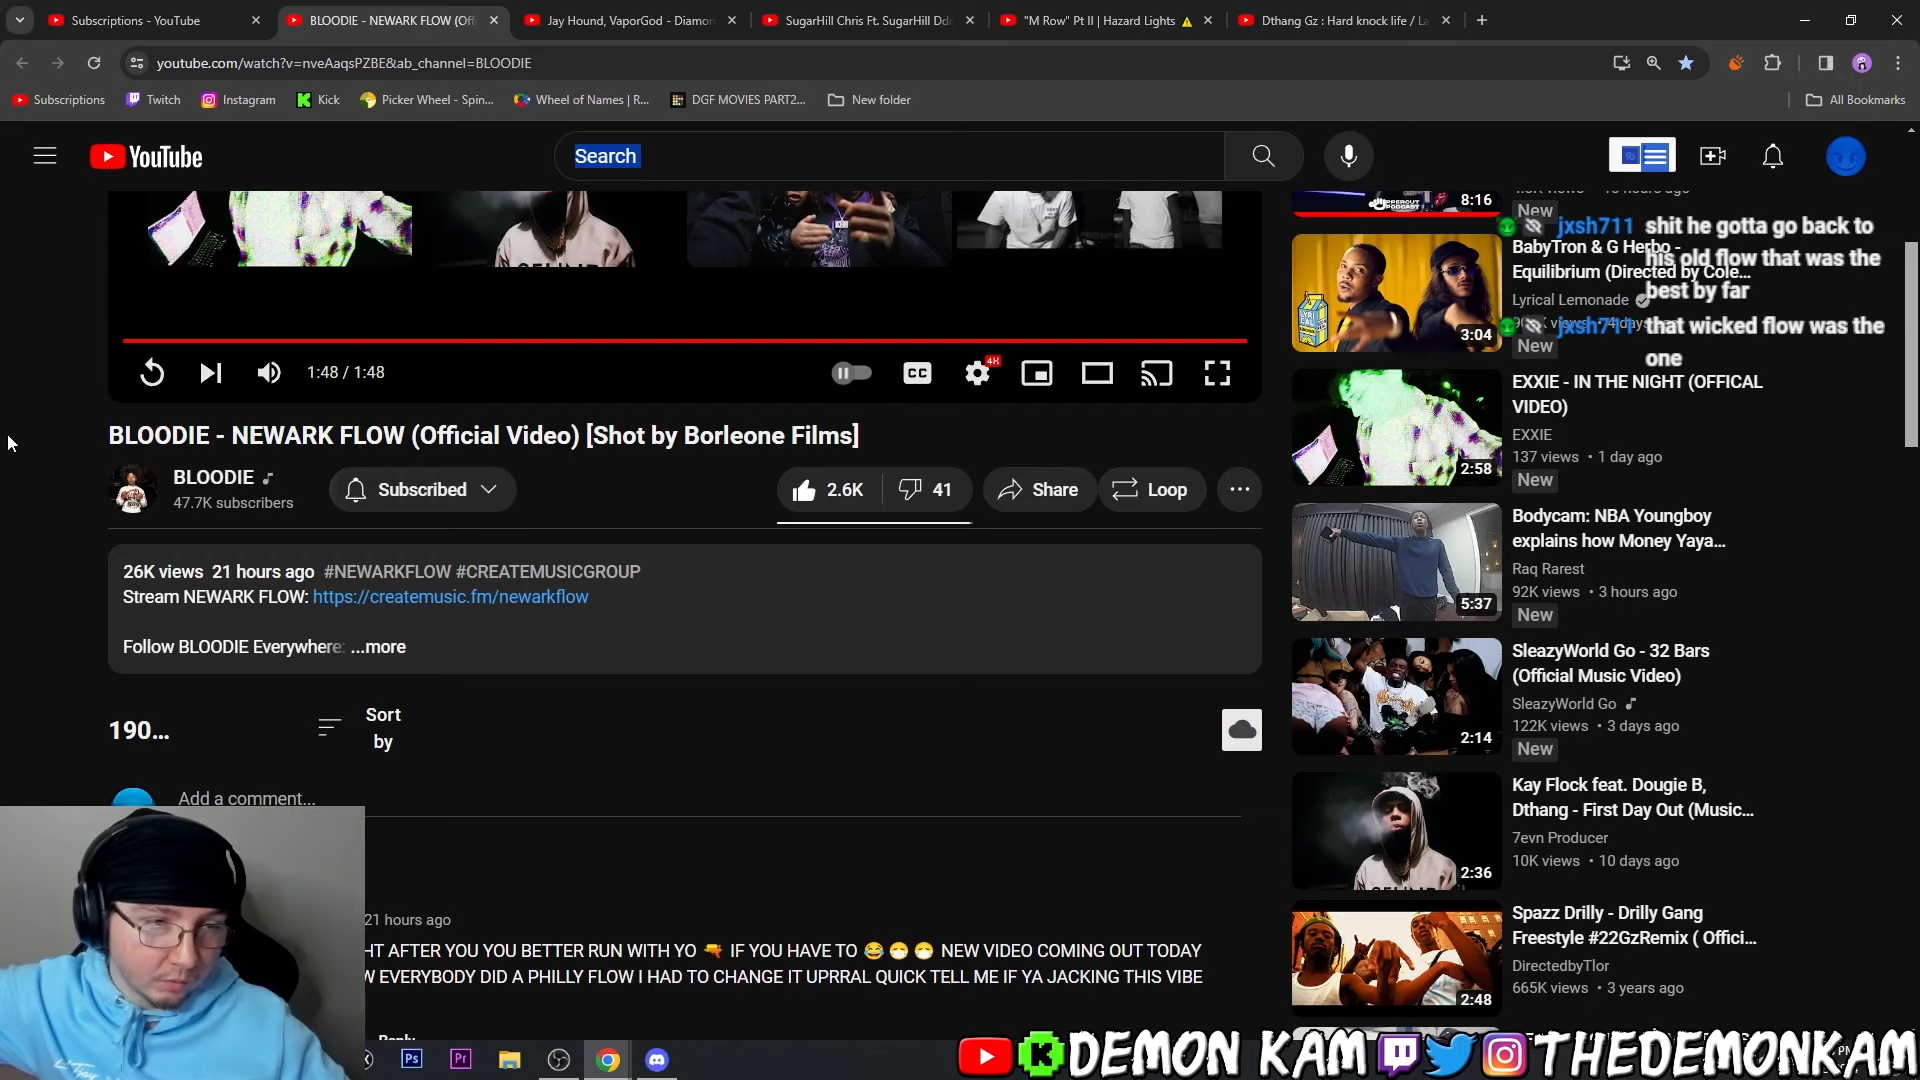 Subscriptions - YouTube
BLOODIE - NEWARK FLOW (Offi
Jay Hound, VaporGod - Diamon
SugarHill Chris Ft. SugarHill Dde
"M Row" Pt II | Hazard Lights ⚠
Dthang Gz : Hard knock life / La
youtube.com/watch?v=nveAaqsPZBE&ab_channel=BLOODIE
Subscriptions
Twitch
Instagram
Kick
Picker Wheel - Spin...
Wheel of Names | R...
DGF MOVIES PART2...
New folder
All Bookmarks
YouTube
Search
8:16
New
jxsh711 shit he gotta go back to
his old flow that was the
best by far
jxsh711 that wicked flow was the
one
BabyTron & G Herbo -
Equilibrium (Directed by Cole...
Lyrical Lemonade
3:04
New
1:48 / 1:48
CC
4K
BLOODIE - NEWARK FLOW (Official Video) [Shot by Borleone Films]
BLOODIE
47.7K subscribers
Subscribed
2.6K
41
Share
Loop
26K views 21 hours ago #NEWARKFLOW #CREATEMUSICGROUP
Stream NEWARK FLOW: https://createmusic.fm/newarkflow
Follow BLOODIE Everywhere: ...more
190...
Sort
by
Add a comment...
21 hours ago
HT AFTER YOU YOU BETTER RUN WITH YO 🔫 IF YOU HAVE TO 😂😷😷 NEW VIDEO COMING OUT TODAY
W EVERYBODY DID A PHILLY FLOW I HAD TO CHANGE IT UPRRAL QUICK TELL ME IF YA JACKING THIS VIBE
Reply
EXXIE - IN THE NIGHT (OFFICAL
VIDEO)
EXXIE
137 views • 1 day ago
2:58
New
Bodycam: NBA Youngboy
explains how Money Yaya...
Raq Rarest
92K views • 3 hours ago
5:37
New
SleazyWorld Go - 32 Bars
(Official Music Video)
SleazyWorld Go
122K views • 3 days ago
2:14
New
Kay Flock feat. Dougie B,
Dthang - First Day Out (Music...
7evn Producer
10K views • 10 days ago
2:36
Spazz Drilly - Drilly Gang
Freestyle #22GzRemix ( Offici...
DirectedbyTlor
665K views • 3 years ago
2:48
Ps
Pr
DEMON KAM
THEDEMONKAM